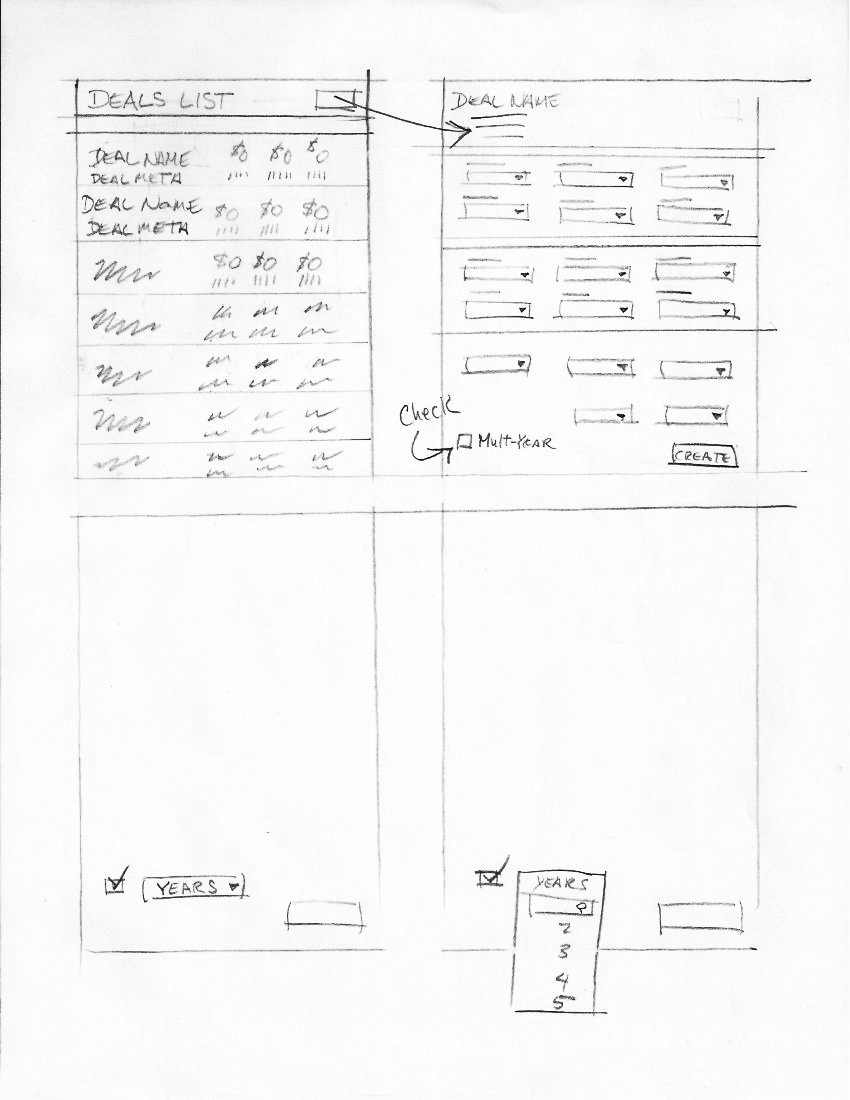 DEALS LIST
DEAL NAME $0 $0 $0
DEAL META
DEAL NAME $0 $0 $0
DEAL META
$0 $0 $0
DEAL NAME
Check
Mult-YEAR
CREATE
YEARS
YEARS
2
3
4
5